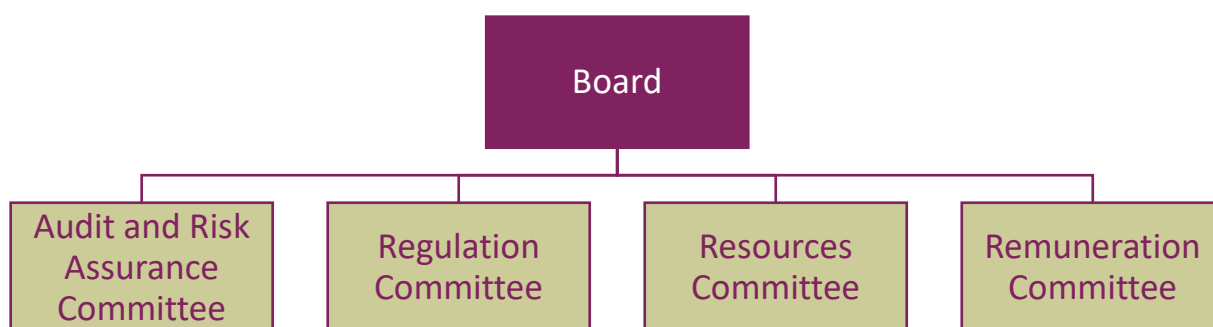 Board
Audit and Risk
Assurance
Committee
Regulation
Committee
Resources
Committee
Remuneration
Committee